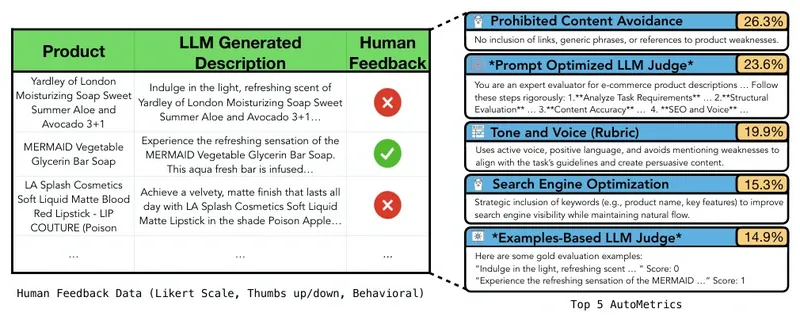 Product
LLM Generated
Description
Human
Feedback
Yardley of London
Moisturizing Soap Sweet
Summer Aloe and
Avocado 3+1
Indulge in the light, refreshing scent of
Yardley of London Moisturizing Soap Sweet
Summer Aloe and Avocado 3+1...
MERMAID Vegetable
Glycerin Bar Soap
Experience the refreshing sensation of the
MERMAID Vegetable Glycerin Bar Soap.
This aqua fresh bar is infused...
LA Splash Cosmetics
Soft Liquid Matte Blood
Red Lipstick - LIP
COUTURE (Poison
Achieve a velvety, matte finish that lasts all
day with LA Splash Cosmetics Soft Liquid
Matte Lipstick in the shade Poison Apple...
...
...
...
Human Feedback Data (Likert Scale, Thumbs up/down, Behavioral)
Prohibited Content Avoidance 26.3%
No inclusion of links, generic phrases, or references to product weaknesses.
*Prompt Optimized LLM Judge* 23.6%
You are an expert evaluator for e-commerce product descriptions ... Follow
these steps rigorously: 1.**Analyze Task Requirements** ... 2.**Structural
Evaluation** ... 3.**Content Accuracy** ... 4. **SEO and Voice** ...
Tone and Voice (Rubric) 19.9%
Uses active voice, positive language, and avoids mentioning weaknesses to
align with the task's guidelines and create persuasive content.
Search Engine Optimization 15.3%
Strategic inclusion of keywords (e.g., product name, key features) to improve
search engine visibility while maintaining natural flow.
*Examples-Based LLM Judge* 14.9%
Here are some gold evaluation examples:
"Indulge in the light, refreshing scent ... " Score: 0
"Experience the refreshing sensation of the MERMAID ..." Score: 1
Top 5 AutoMetrics